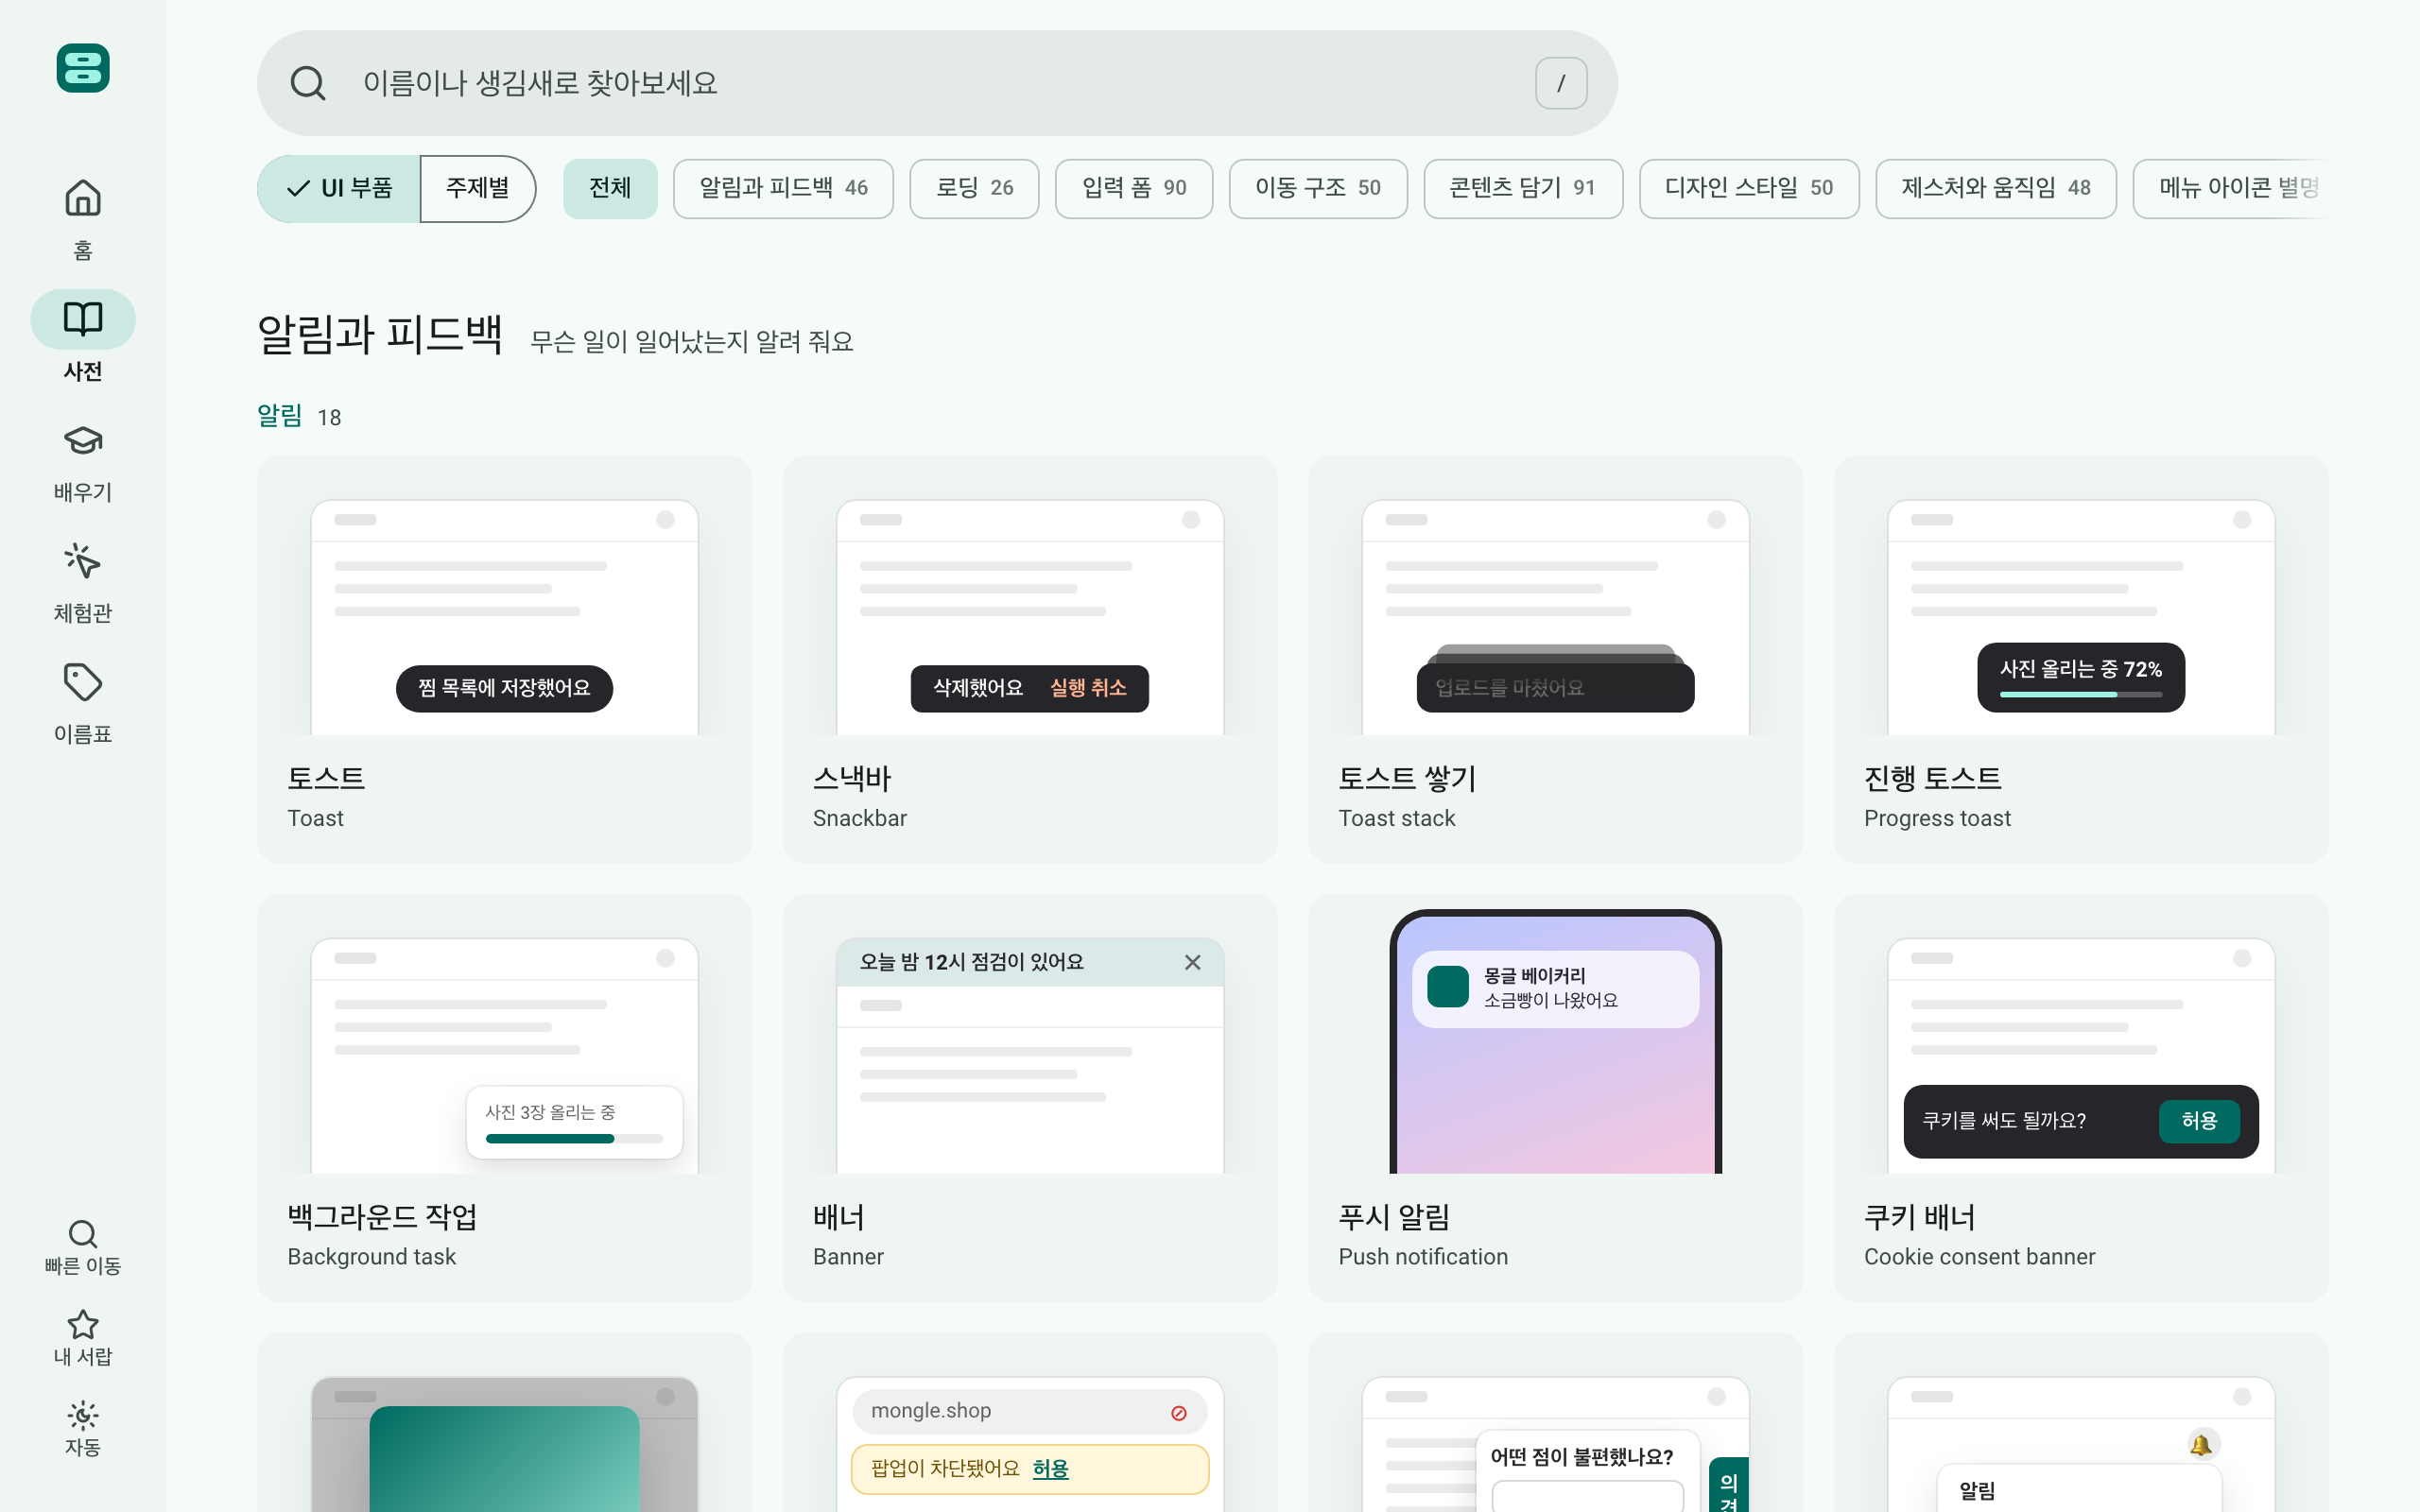 이름이나 생김새로 찾아보세요
/
UI 부품
주제별
전체
알림과 피드백 46
로딩 26
입력 폼 90
이동 구조 50
콘텐츠 담기 91
디자인 스타일 50
제스처와 움직임 48
메뉴 아이콘 별명
홈
사전
배우기
체험관
이름표
빠른 이동
내 서랍
자동
알림과 피드백
무슨 일이 일어났는지 알려 줘요
알림 18
찜 목록에 저장했어요
토스트
Toast
삭제했어요 실행 취소
스낵바
Snackbar
업로드를 마쳤어요
토스트 쌓기
Toast stack
사진 올리는 중 72%
진행 토스트
Progress toast
사진 3장 올리는 중
백그라운드 작업
Background task
오늘 밤 12시 점검이 있어요
배너
Banner
몽글 베이커리
소금빵이 나왔어요
푸시 알림
Push notification
쿠키를 써도 될까요?
허용
쿠키 배너
Cookie consent banner
mongle.shop
팝업이 차단됐어요 허용
어떤 점이 불편했나요?
의
알림